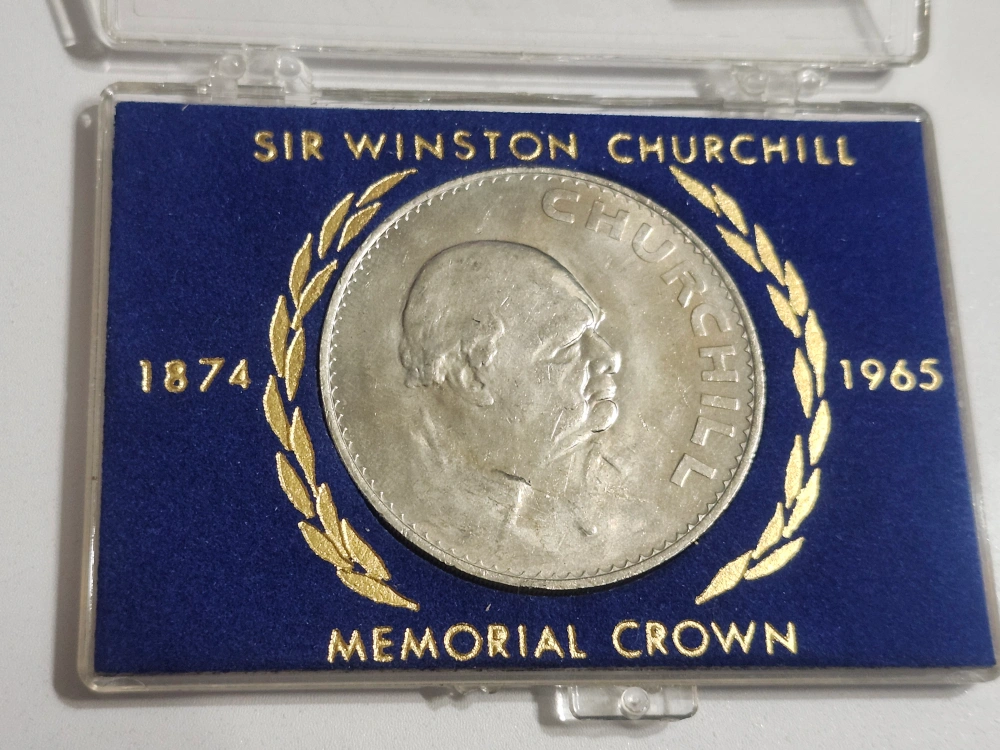 SIR WINSTON CHURCHILL
CHURCHILL
1874
1965
MEMORIAL CROWN